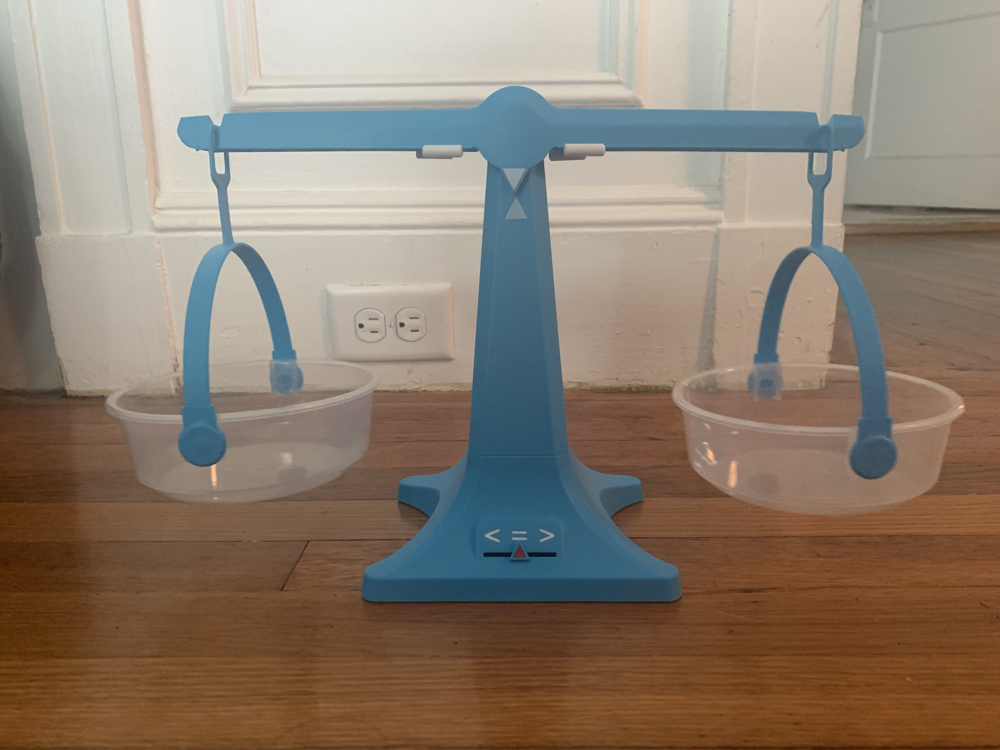 < = >